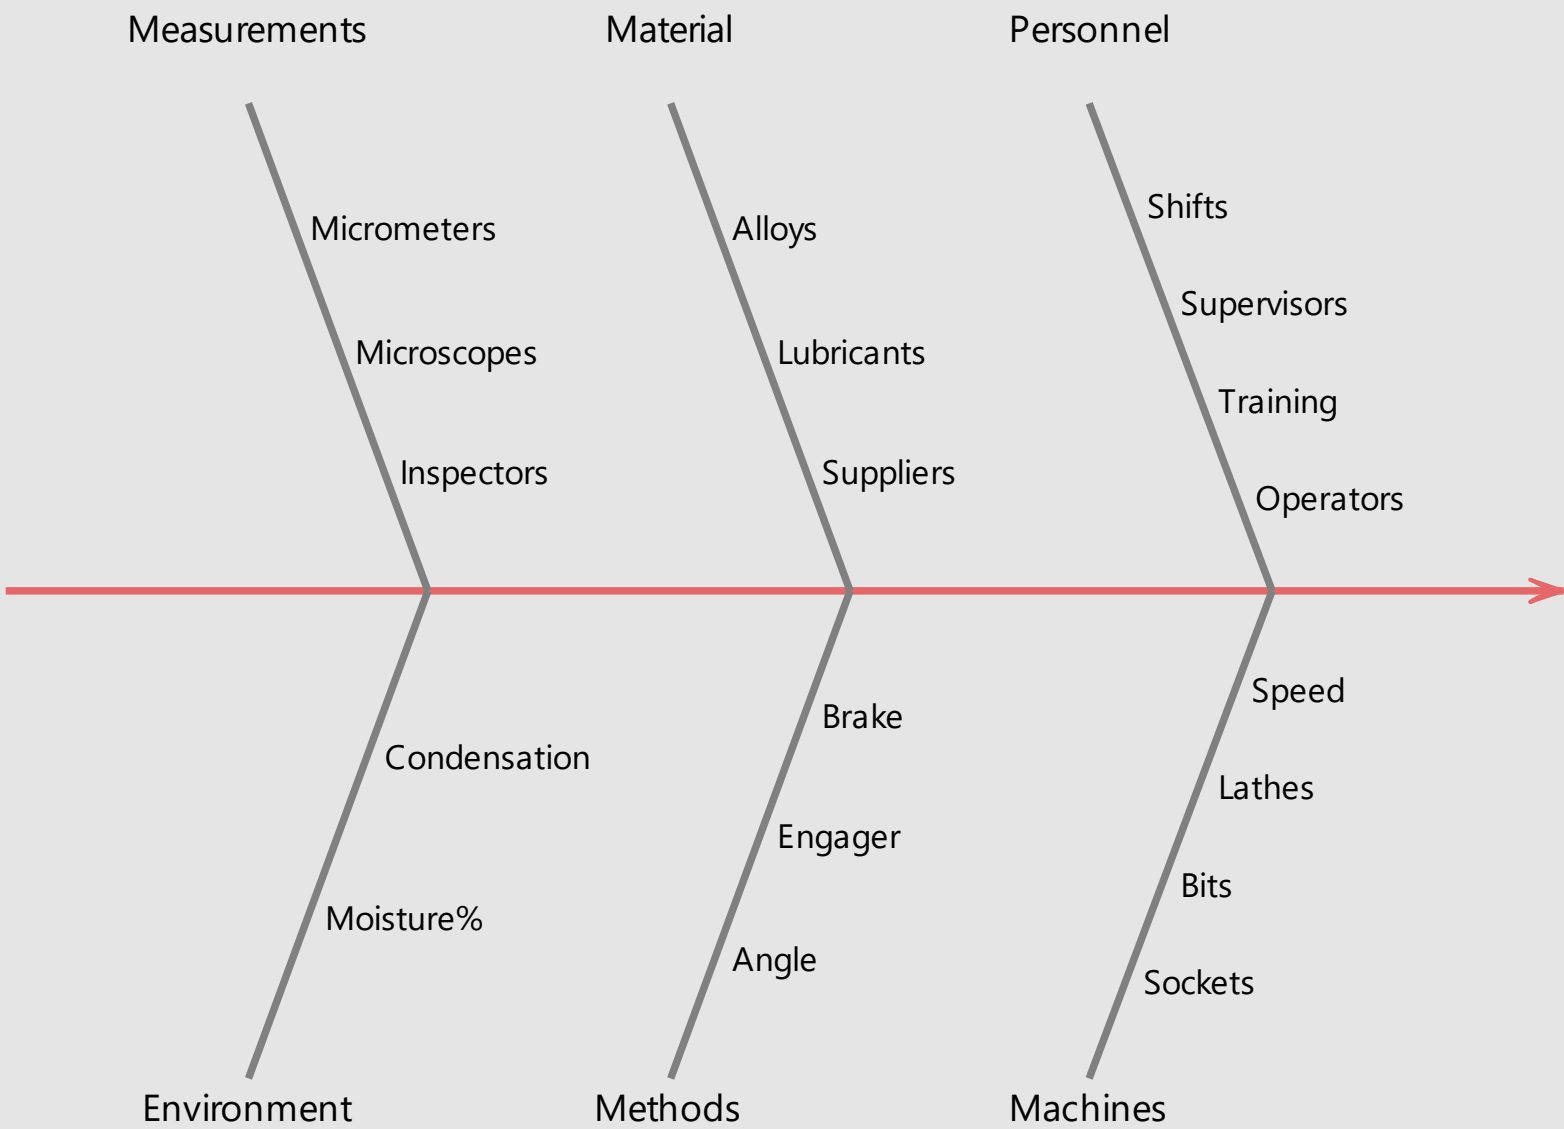 Measurements
Material
Personnel
Micrometers
Alloys
Shifts
Supervisors
Microscopes
Lubricants
Training
Inspectors
Suppliers
Operators
Speed
Brake
Condensation
Lathes
Engager
Bits
Moisture%
Angle
Sockets
Environment
Methods
Machines